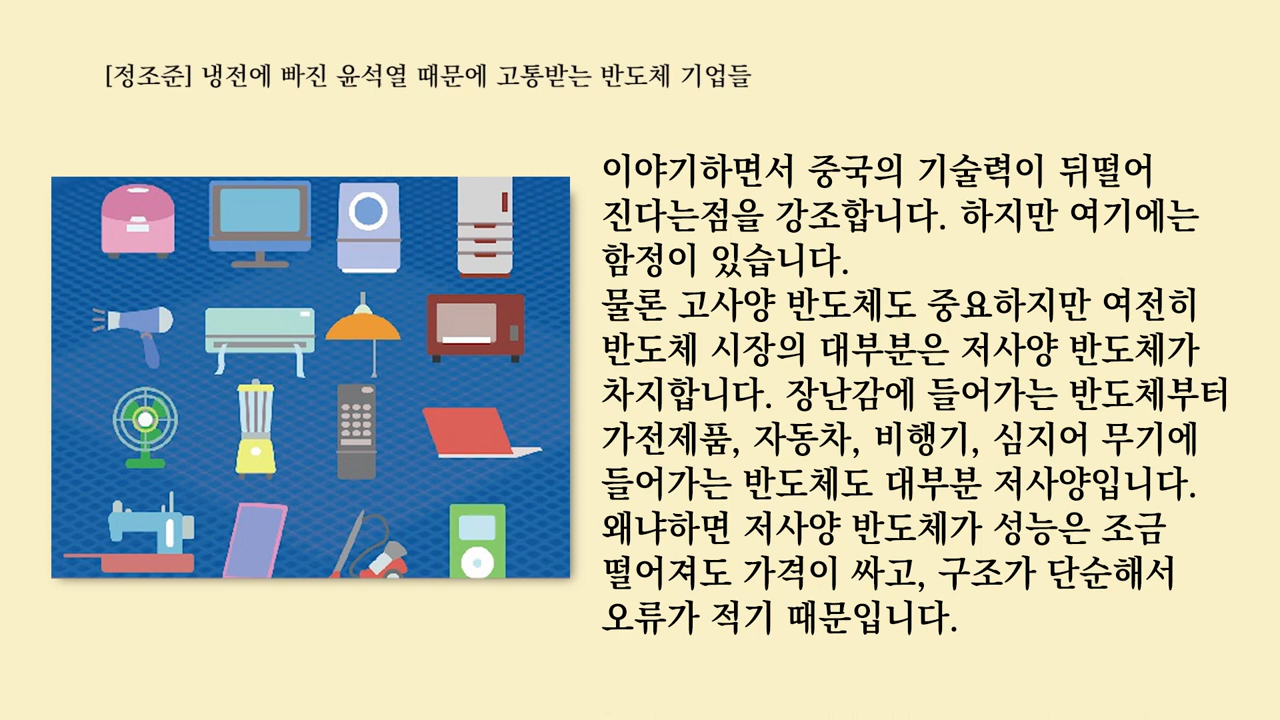 [정조준] 냉전에 빠진 윤석열 때문에 고통받는 반도체 기업들
이야기하면서 중국의 기술력이 뒤떨어
진다는점을 강조합니다. 하지만 여기에는
함정이 있습니다.
물론 고사양 반도체도 중요하지만 여전히
반도체 시장의 대부분은 저사양 반도체가
차지합니다. 장난감에 들어가는 반도체부터
가전제품, 자동차, 비행기, 심지어 무기에
들어가는 반도체도 대부분 저사양입니다.
왜냐하면 저사양 반도체가 성능은 조금
떨어져도 가격이 싸고, 구조가 단순해서
오류가 적기 때문입니다.